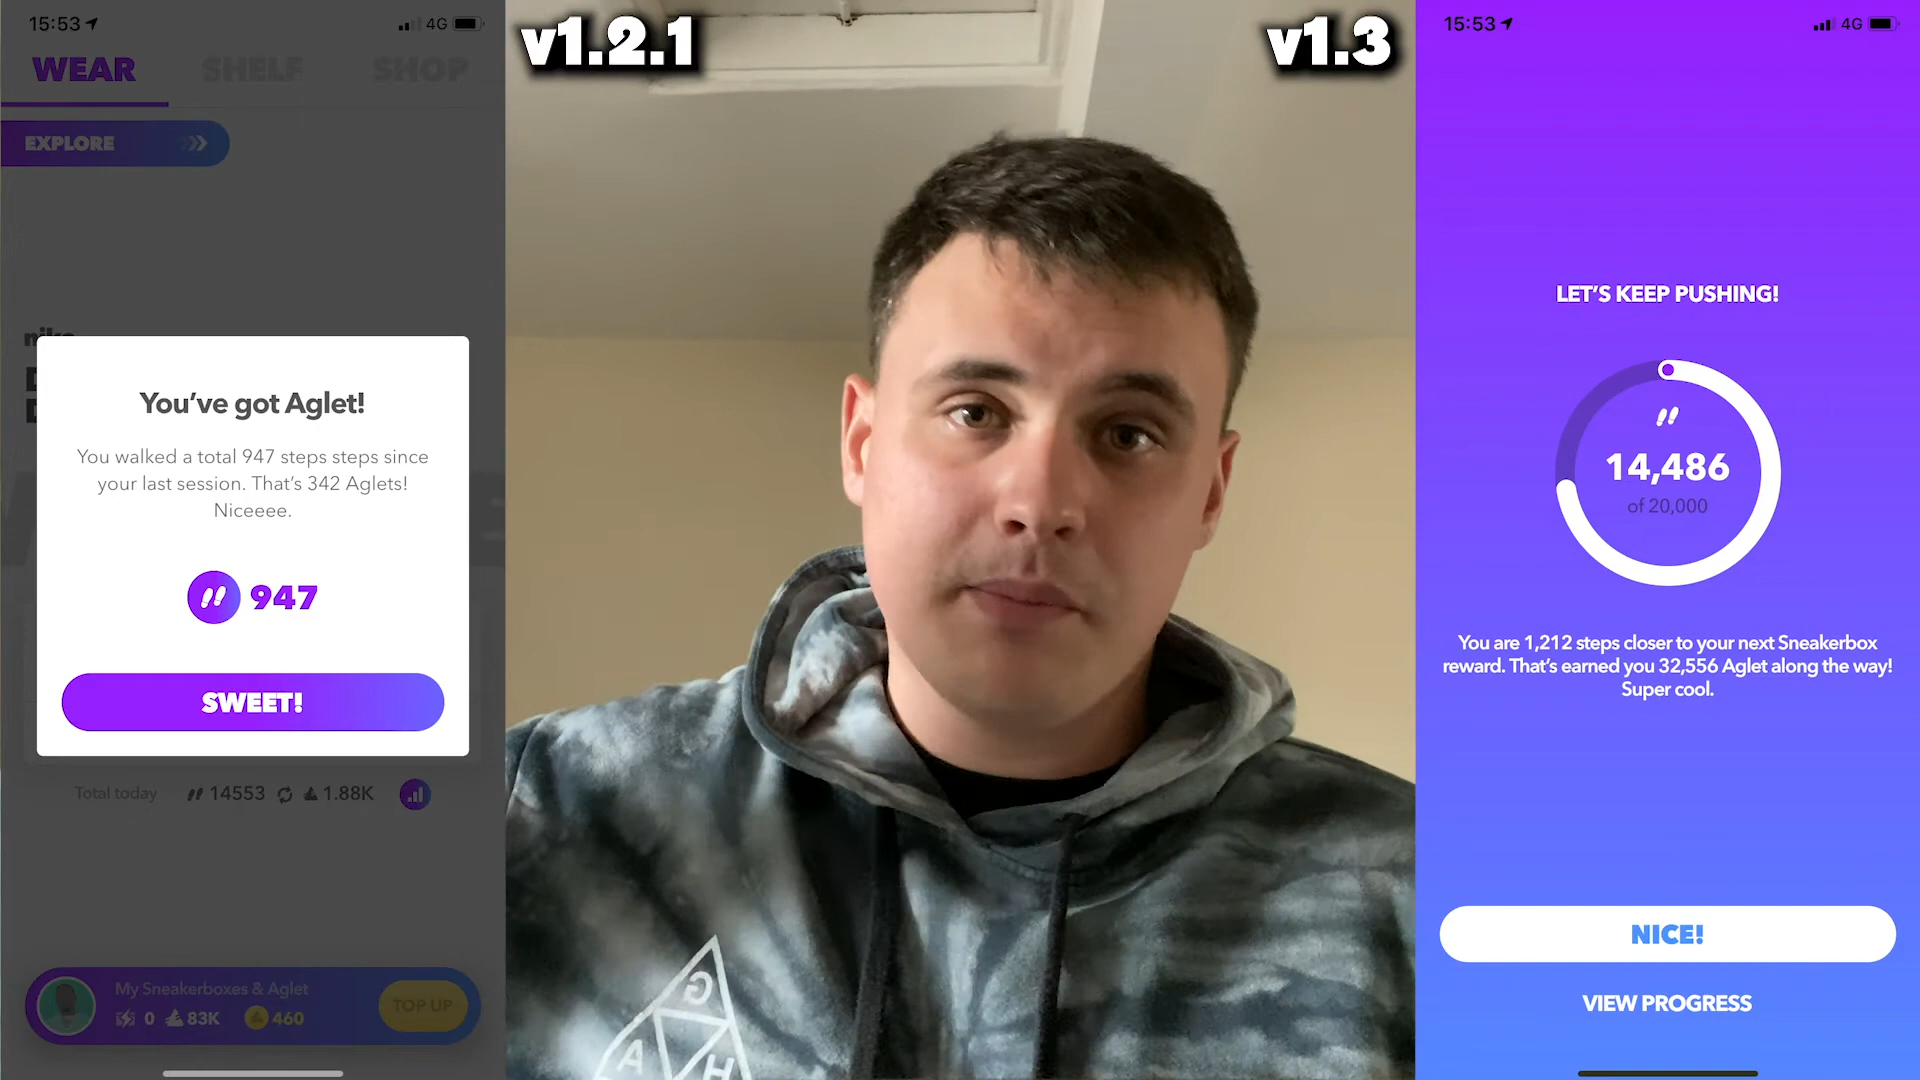 15:53
4G
WEAR
SHELF
SHOP
EXPLORE
You've got Aglet!
You walked a total 947 steps steps since
your last session. That's 342 Aglets!
Niceeee.
947
SWEET!
Total today
14553
1.88K
My Sneakerboxes & Aglet
0
83K
460
TOP UP
v1.2.1
v1.3
G
A
H
15:53
4G
LET'S KEEP PUSHING!
14,486
of 20,000
You are 1,212 steps closer to your next Sneakerbox
reward. That's earned you 32,556 Aglet along the way!
Super cool.
NICE!
VIEW PROGRESS